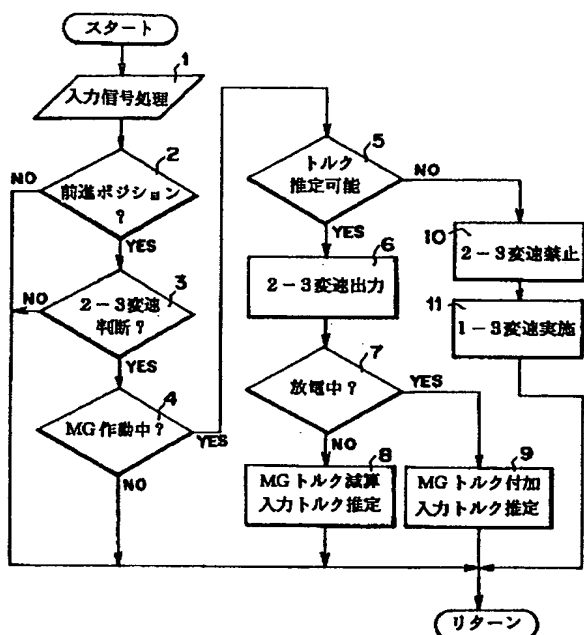 スタート
1
入力信号処理
2
NO
前進ポジション
?
YES
3
NO
2-3変速
判断?
YES
4
MG作動中?
YES
NO
5
トルク
推定可能
NO
YES
6
2-3変速出力
7
放電中?
YES
NO
8
MGトルク減算
入力トルク推定
9
MGトルク付加
入力トルク推定
10
2-3変速禁止
11
1-3変速実施
リターン